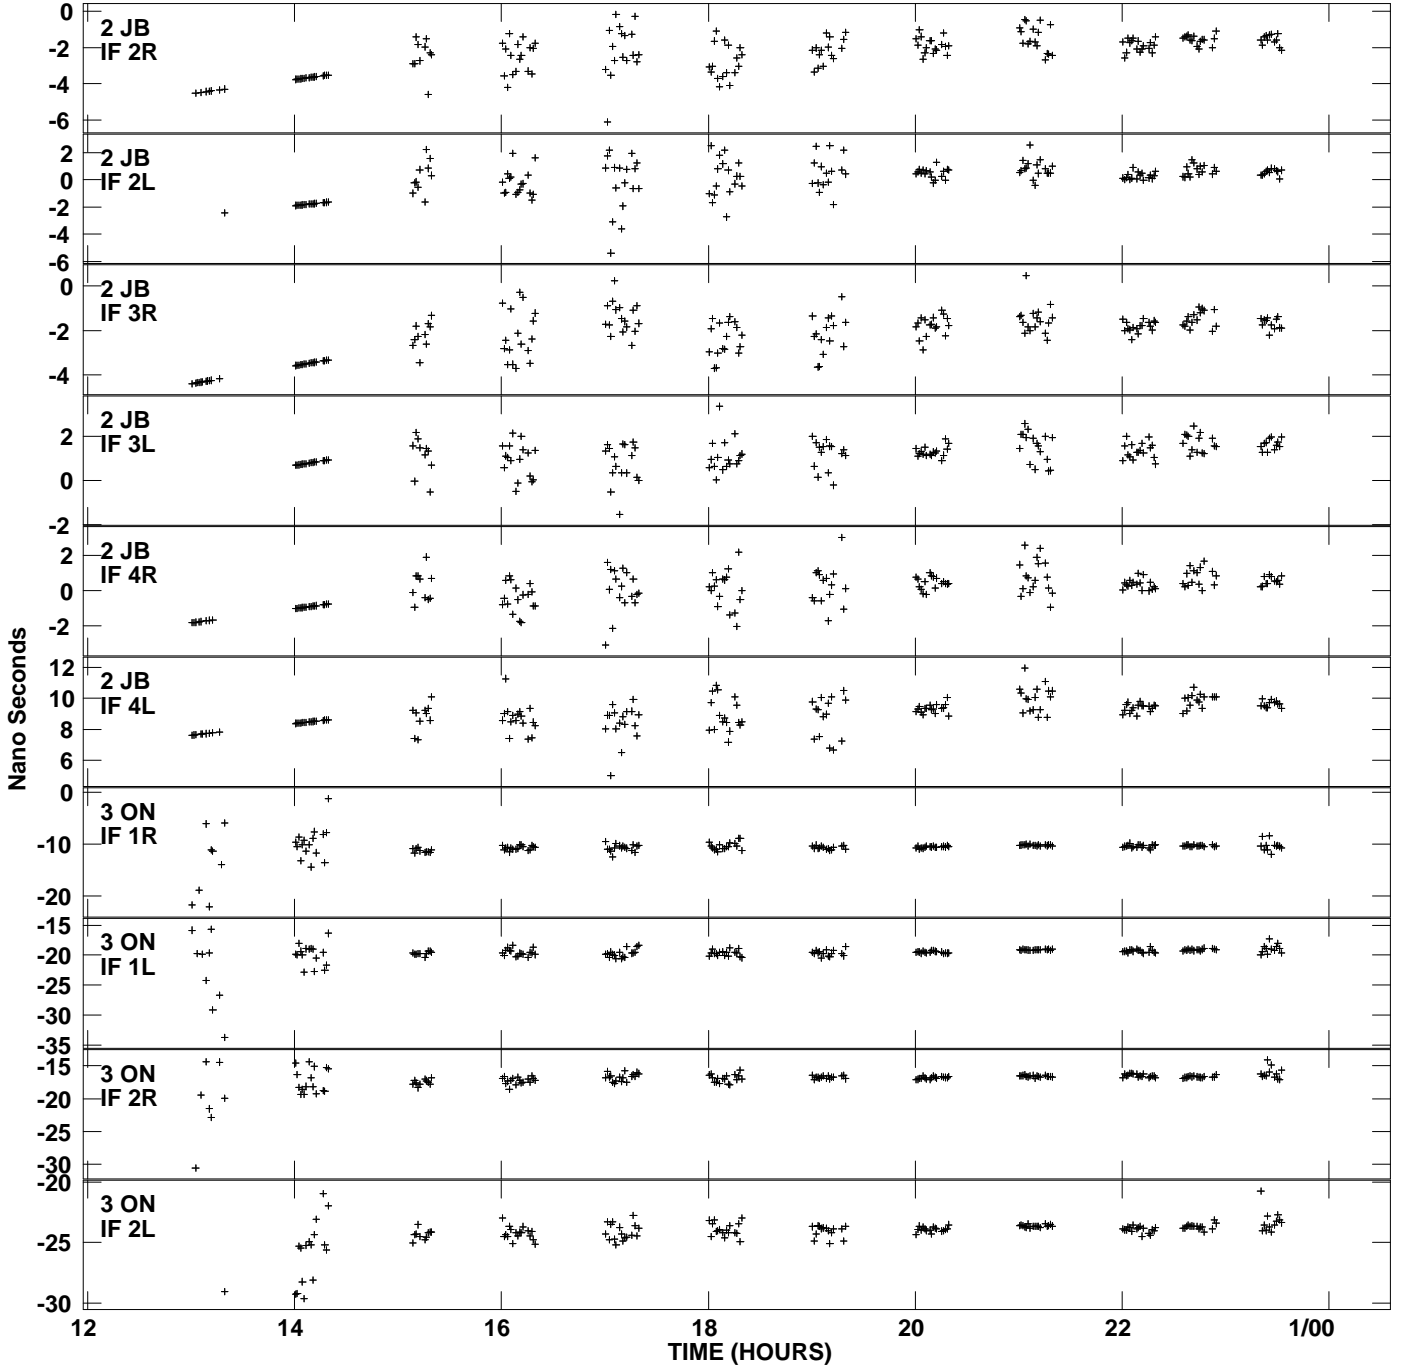 0
-2
-4
-6
2 JB
IF 2R
2
0
-2
-4
-6
2 JB
IF 2L
0
-2
-4
2 JB
IF 3R
2
0
-2
2 JB
IF 3L
2
0
-2
2 JB
IF 4R
12
10
8
6
2 JB
IF 4L
0
-10
-20
3 ON
IF 1R
-15
-20
-25
-30
-35
3 ON
IF 1L
-15
-20
-25
-30
3 ON
IF 2R
-20
-25
-30
3 ON
IF 2L
Nano Seconds
12 14 16 18 20 22 1/00
TIME (HOURS)